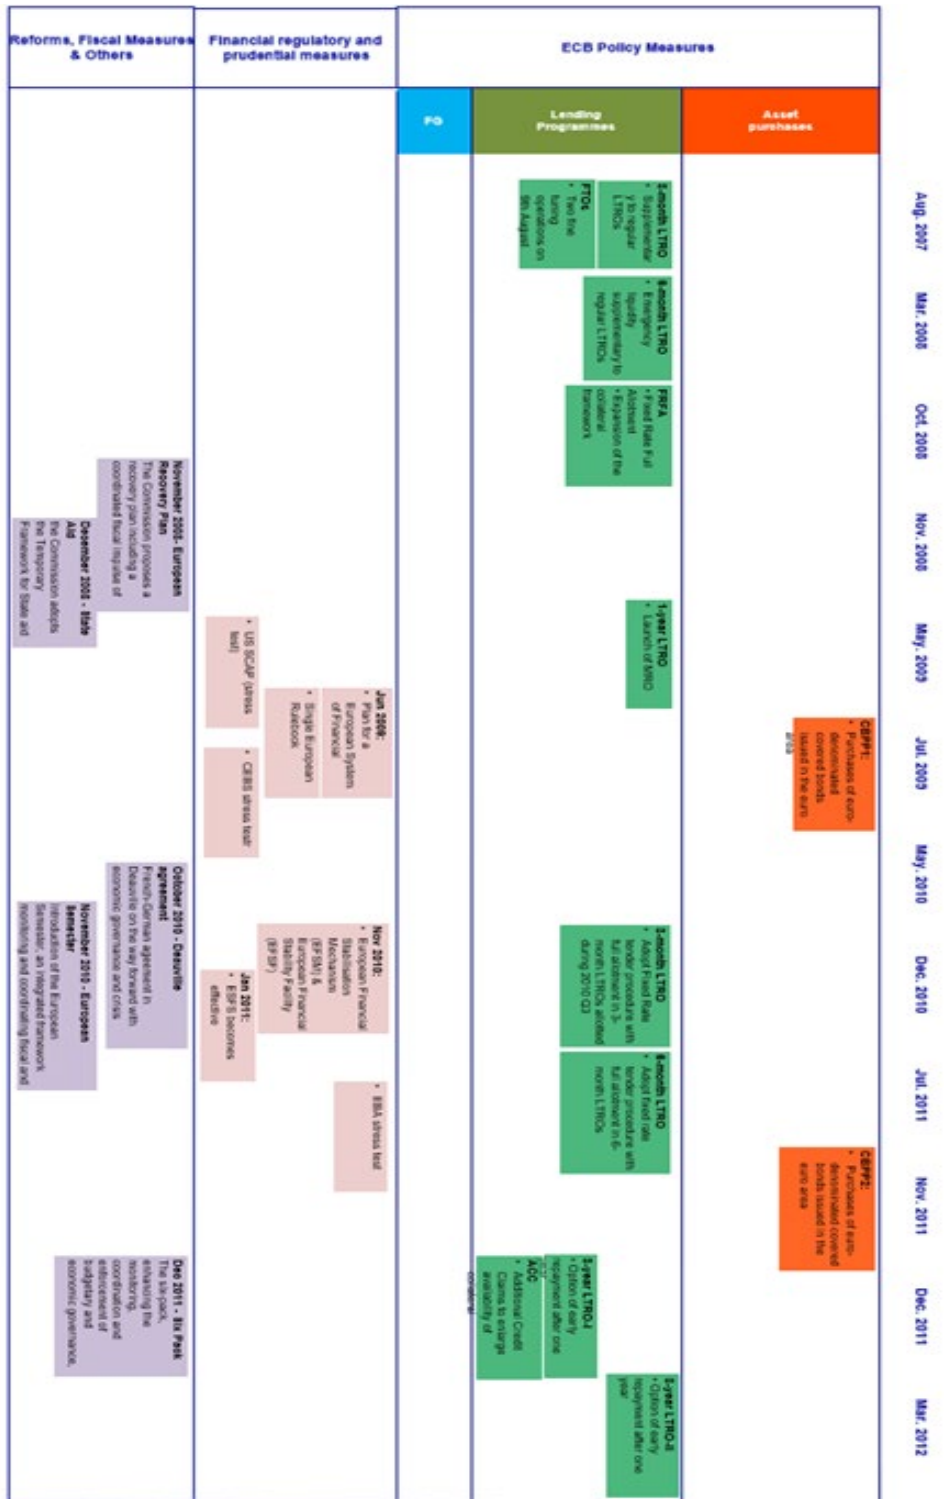 Reforms, Fiscal Measures
& Others
Financial regulatory and
prudential measures
ECB Policy Measures
FG
Lending
Programmes
Asset
purchases
Aug. 2007
Mar. 2008
Oct. 2008
Nov. 2008
May. 2009
Jul. 2009
May. 2010
Dec. 2010
Jul. 2011
Nov. 2011
Dec. 2011
Mar. 2012
CBPP1:
• Purchases of euro-
denominated
covered bonds
issued in the euro
area
CBPP2:
• Purchases of euro-
denominated covered
bonds issued in the
euro area
-month LTRO
• Supplementar
y to regular
LTROs
FTOs
• Two fine
tuning
operations on
9th August
6-month LTRO
• Emergency
liquidity
supplementary to
regular LTROs
FRFA
• Fixed Rate Full
Allotment
• Expansion of the
collateral
framework
1-year LTRO
• Launch of MRO
3-month LTRO
• Adopt Fixed Rate
tender procedure with
full allotment in 3-
month LTROs allotted
during 2010 Q3
6-month LTRO
• Adopt fixed rate
tender procedure with
full allotment in 6-
month LTROs
3-year LTRO-I
• Option of early
repayment after one
ACC
• Additional Credit
Claims to enlarge
availability of
collateral
3-year LTRO-II
• Option of early
repayment after one
year
• US SCAP (stress
test)
Jun 2009:
• Plan for a
European System
of Financial
• Single European
Rulebook
• CEBS stress testr
Nov 2010:
• European Financial
Stabilisation
Mechanism
(EFSM) &
European Financial
Stability Facility
(EFSF)
Jan 2011:
• ESFS becomes
effective
• EBA stress test
November 2008- European
Recovery Plan
The Commission proposes a
recovery plan including a
coordinated fiscal impulse of
December 2008 - State
Aid
the Commission adopts
the Temporary
Framework for State aid
October 2010 - Deauville
agreement
French-German agreement in
Deauville on the way forward with
economic governance and crisis
November 2010 - European
Semester
Introduction of the European
Semester, an integrated framework
monitoring and coordinating fiscal and
Dec 2011 - Six Pack
The six-pack,
enhancing the
monitoring,
coordination and
enforcement of
budgetary and
economic governance,